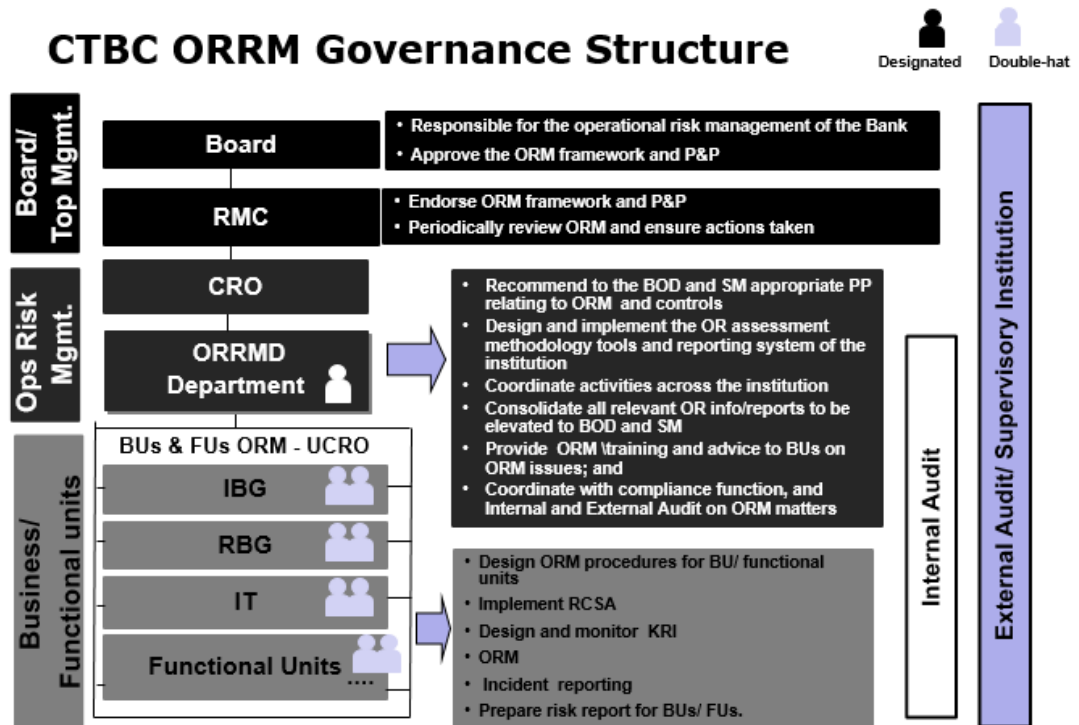 CTBC ORRM Governance Structure
Designated
Double-hat
Board/
Top Mgmt.
Board
• Responsible for the operational risk management of the Bank
• Approve the ORM framework and P&P
RMC
• Endorse ORM framework and P&P
• Periodically review ORM and ensure actions taken
Ops Risk
Mgmt.
CRO
ORRMD
Department
• Recommend to the BOD and SM appropriate PP
relating to ORM and controls
• Design and implement the OR assessment
methodology tools and reporting system of the
institution
• Coordinate activities across the institution
• Consolidate all relevant OR info/reports to be
elevated to BOD and SM
• Provide ORM \training and advice to BUs on
ORM issues; and
• Coordinate with compliance function, and
Internal and External Audit on ORM matters
Business/
Functional units
BUs & FUs ORM - UCRO
IBG
RBG
IT
Functional Units ....
• Design ORM procedures for BU/ functional
units
• Implement RCSA
• Design and monitor KRI
• ORM
• Incident reporting
• Prepare risk report for BUs/ FUs.
Internal Audit
External Audit/ Supervisory Institution